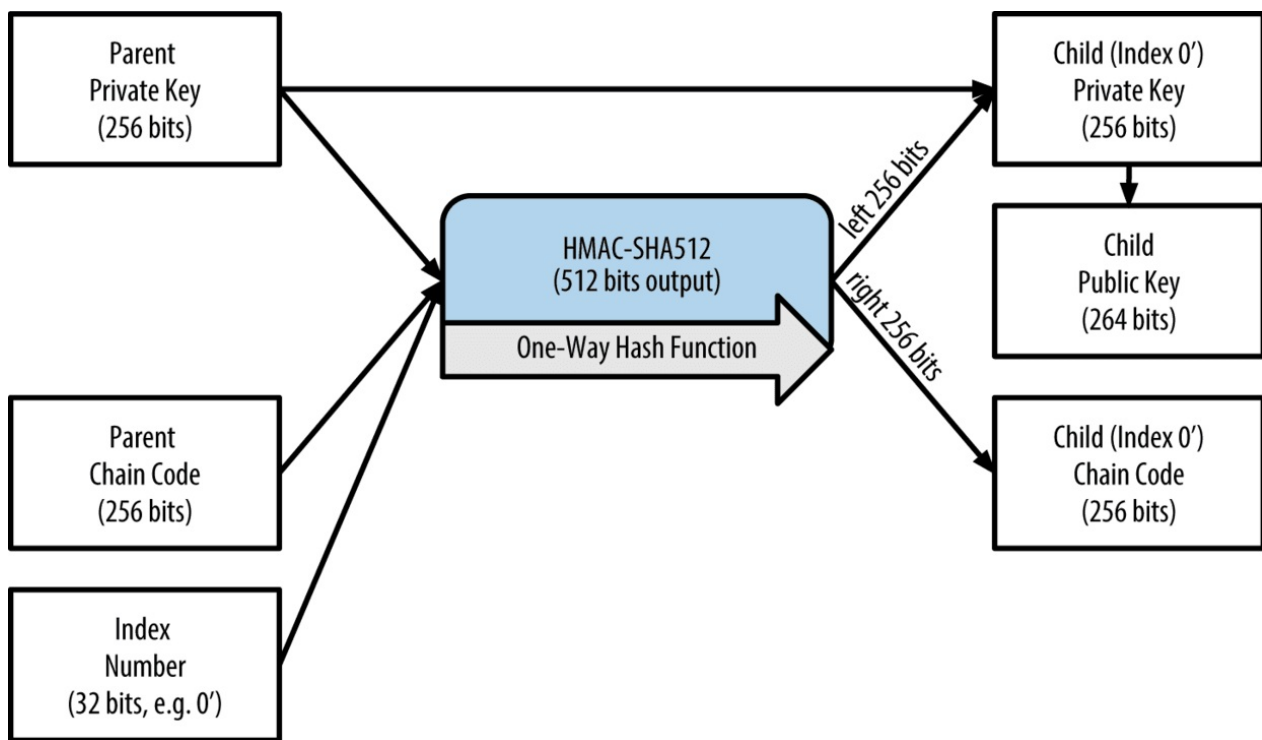 Parent
Private Key
(256 bits)
Parent
Chain Code
(256 bits)
Index
Number
(32 bits, e.g. 0’)
HMAC-SHA512
(512 bits output)
One-Way Hash Function
left 256 bits
right 256 bits
Child (Index 0’)
Private Key
(256 bits)
Child
Public Key
(264 bits)
Child (Index 0’)
Chain Code
(256 bits)